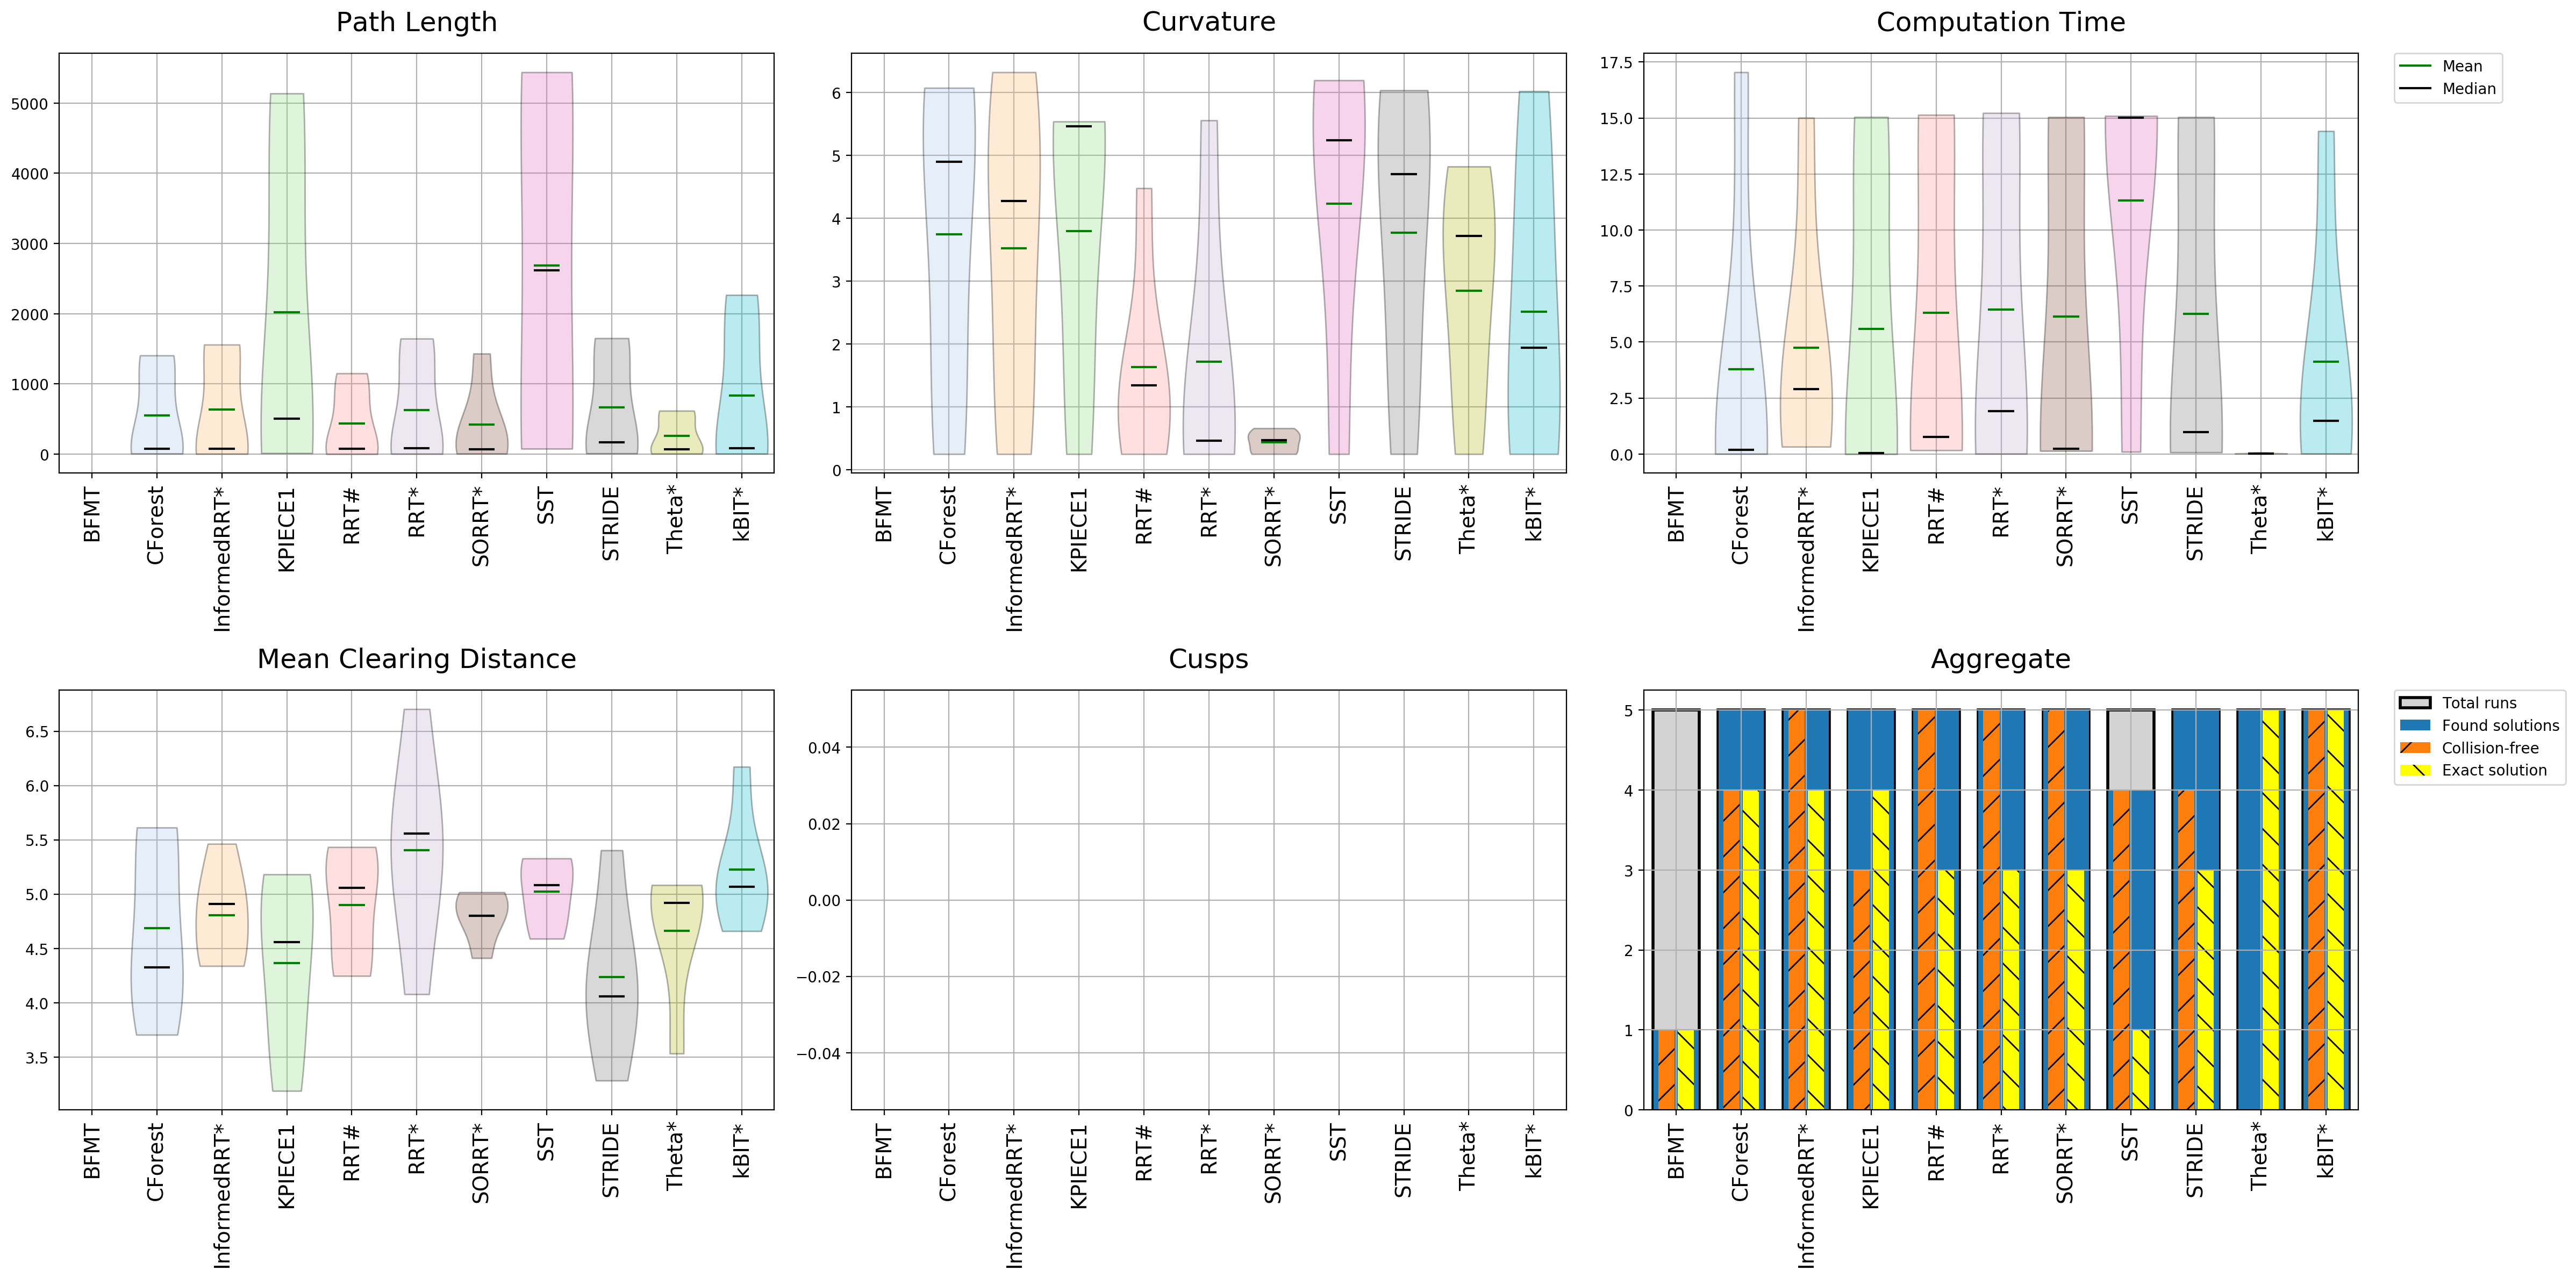 Path Length
5000
4000
3000
2000
1000
0
BFMT
CForest
InformedRRT*
KPIECE1
RRT#
RRT*
SORRT*
SST
STRIDE
Theta*
kBIT*
Curvature
6
5
4
3
2
1
0
BFMT
CForest
InformedRRT*
KPIECE1
RRT#
RRT*
SORRT*
SST
STRIDE
Theta*
kBIT*
Computation Time
17.5
15.0
12.5
10.0
7.5
5.0
2.5
0.0
BFMT
CForest
InformedRRT*
KPIECE1
RRT#
RRT*
SORRT*
SST
STRIDE
Theta*
kBIT*
Mean
Median
Mean Clearing Distance
6.5
6.0
5.5
5.0
4.5
4.0
3.5
BFMT
CForest
InformedRRT*
KPIECE1
RRT#
RRT*
SORRT*
SST
STRIDE
Theta*
kBIT*
Cusps
0.04
0.02
0.00
−0.02
−0.04
BFMT
CForest
InformedRRT*
KPIECE1
RRT#
RRT*
SORRT*
SST
STRIDE
Theta*
kBIT*
Aggregate
5
4
3
2
1
0
BFMT
CForest
InformedRRT*
KPIECE1
RRT#
RRT*
SORRT*
SST
STRIDE
Theta*
kBIT*
Total runs
Found solutions
Collision-free
Exact solution